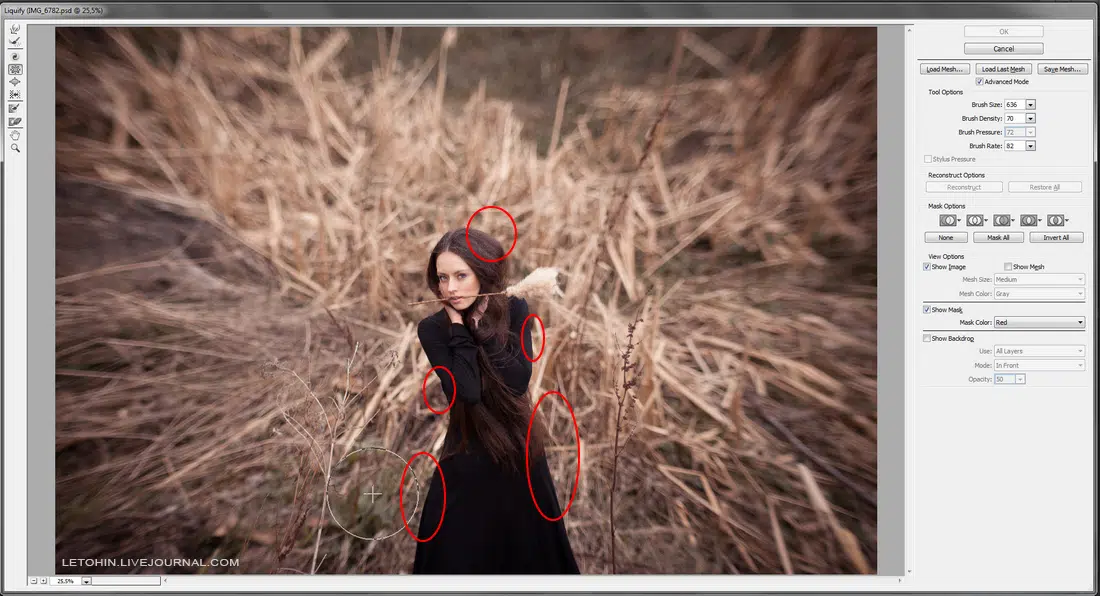 Liquify (IMG_6782.psd @ 25,5%)
OK
Cancel
Load Mesh... Load Last Mesh Save Mesh...
Advanced Mode
Tool Options
Brush Size: 636
Brush Density: 70
Brush Pressure: 72
Brush Rate: 82
Stylus Pressure
Reconstruct Options
Reconstruct Restore All
Mask Options
None Mask All Invert All
View Options
Show Image Show Mesh
Mesh Size: Medium
Mesh Color: Gray
Show Mask
Mask Color: Red
Show Backdrop
Use: All Layers
Mode: In Front
Opacity: 50
LETOHIN.LIVEJOURNAL.COM
25,5%